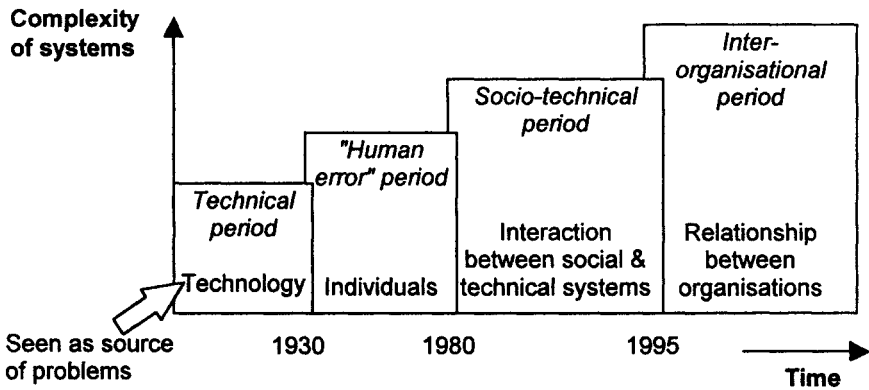 Complexity
of systems
Inter-
organisational
period
Socio-technical
period
"Human
error" period
Technical
period
Technology
Individuals
Interaction
between social &
technical systems
Relationship
between
organisations
Seen as source
of problems
1930
1980
1995
Time